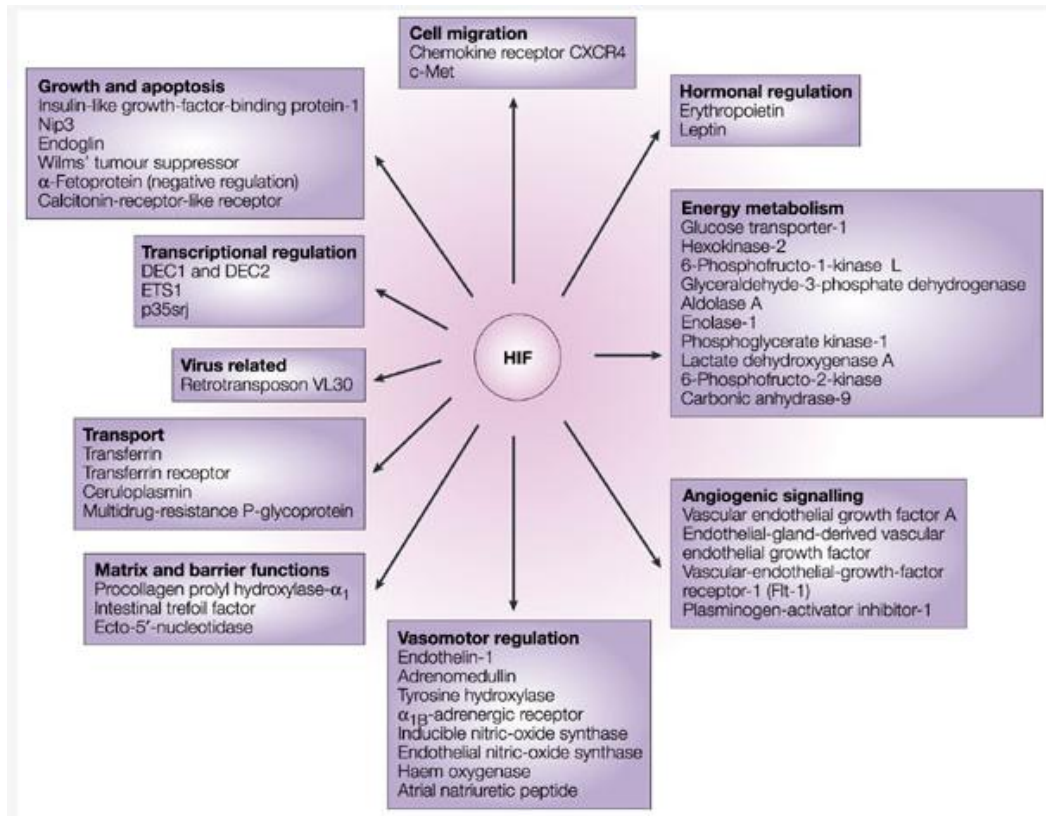 Cell migration
Chemokine receptor CXCR4
c-Met
Growth and apoptosis
Insulin-like growth-factor-binding protein-1
Nip3
Endoglin
Wilms' tumour suppressor
α-Fetoprotein (negative regulation)
Calcitonin-receptor-like receptor
Hormonal regulation
Erythropoietin
Leptin
Transcriptional regulation
DEC1 and DEC2
ETS1
p35srj
Energy metabolism
Glucose transporter-1
Hexokinase-2
6-Phosphofructo-1-kinase L
Glyceraldehyde-3-phosphate dehydrogenase
Aldolase A
Enolase-1
Phosphoglycerate kinase-1
Lactate dehydroxygenase A
6-Phosphofructo-2-kinase
Carbonic anhydrase-9
HIF
Virus related
Retrotransposon VL30
Transport
Transferrin
Transferrin receptor
Ceruloplasmin
Multidrug-resistance P-glycoprotein
Angiogenic signalling
Vascular endothelial growth factor A
Endothelial-gland-derived vascular
endothelial growth factor
Vascular-endothelial-growth-factor
receptor-1 (Flt-1)
Plasminogen-activator inhibitor-1
Matrix and barrier functions
Procollagen prolyl hydroxylase-α1
Intestinal trefoil factor
Ecto-5′-nucleotidase
Vasomotor regulation
Endothelin-1
Adrenomedullin
Tyrosine hydroxylase
α1B-adrenergic receptor
Inducible nitric-oxide synthase
Endothelial nitric-oxide synthase
Haem oxygenase
Atrial natriuretic peptide